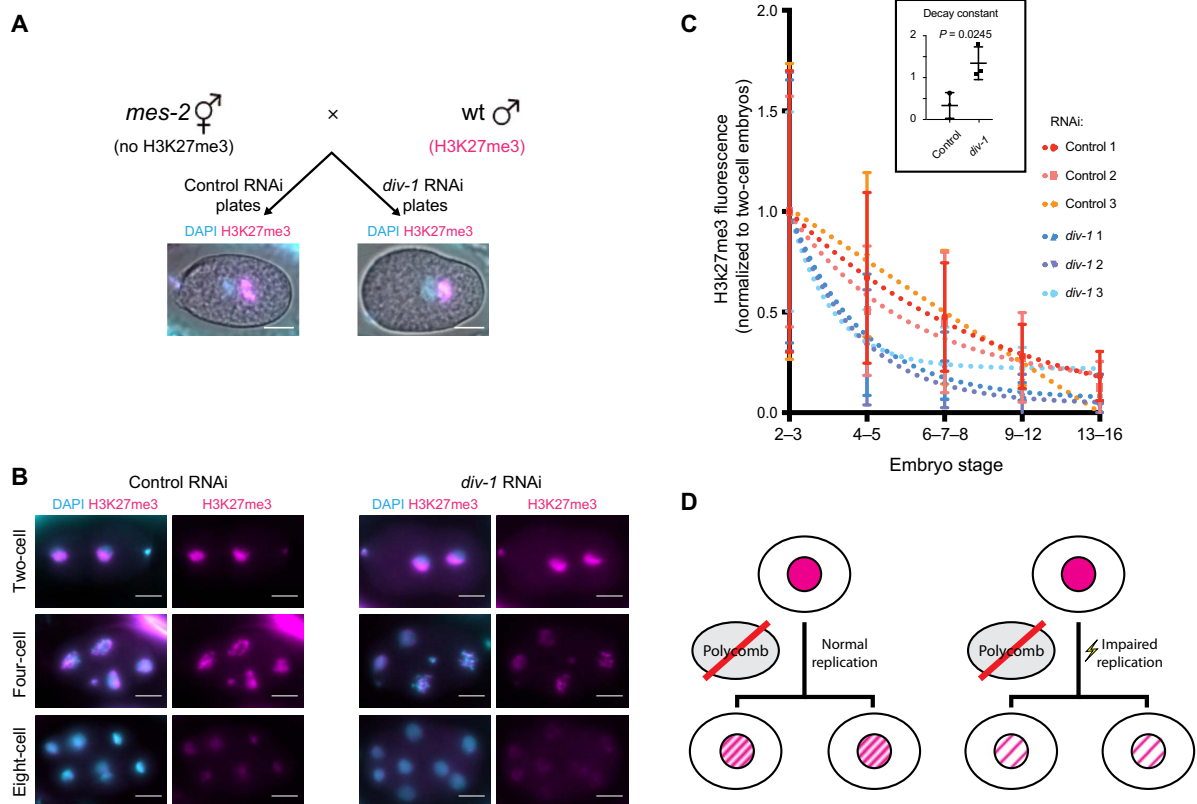 A
mes-2
(no H3K27me3)
×
wt
(H3K27me3)
Control RNAi
plates
div-1 RNAi
plates
DAPI H3K27me3
DAPI H3K27me3
B
Control RNAi
div-1 RNAi
DAPI H3K27me3
H3K27me3
DAPI H3K27me3
H3K27me3
Two-cell
Four-cell
Eight-cell
C
H3K27me3 fluorescence
(normalized to two-cell embryos)
2.0
1.5
1.0
0.5
0.0
2–3
4–5
6–7–8
9–12
13–16
Embryo stage
Decay constant
P = 0.0245
2
1
0
Control
div-1
RNAi:
Control 1
Control 2
Control 3
div-1 1
div-1 2
div-1 3
D
Polycomb
Normal
replication
Polycomb
Impaired
replication